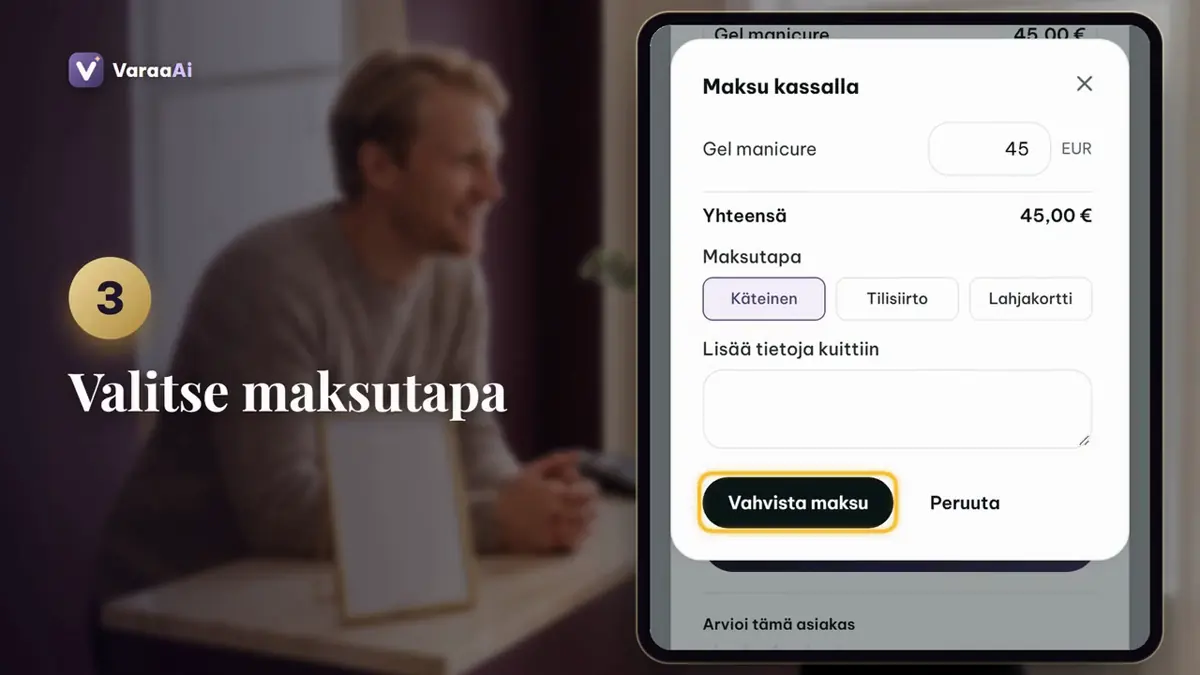 VaraaAi
3
Valitse maksutapa
Gel manicure 45,00 €
Maksu kassalla
Gel manicure 45 EUR
Yhteensä 45,00 €
Maksutapa
Käteinen Tilisiirto Lahjakortti
Lisää tietoja kuittiin
Vahvista maksu Peruuta
Arvioi tämä asiakas